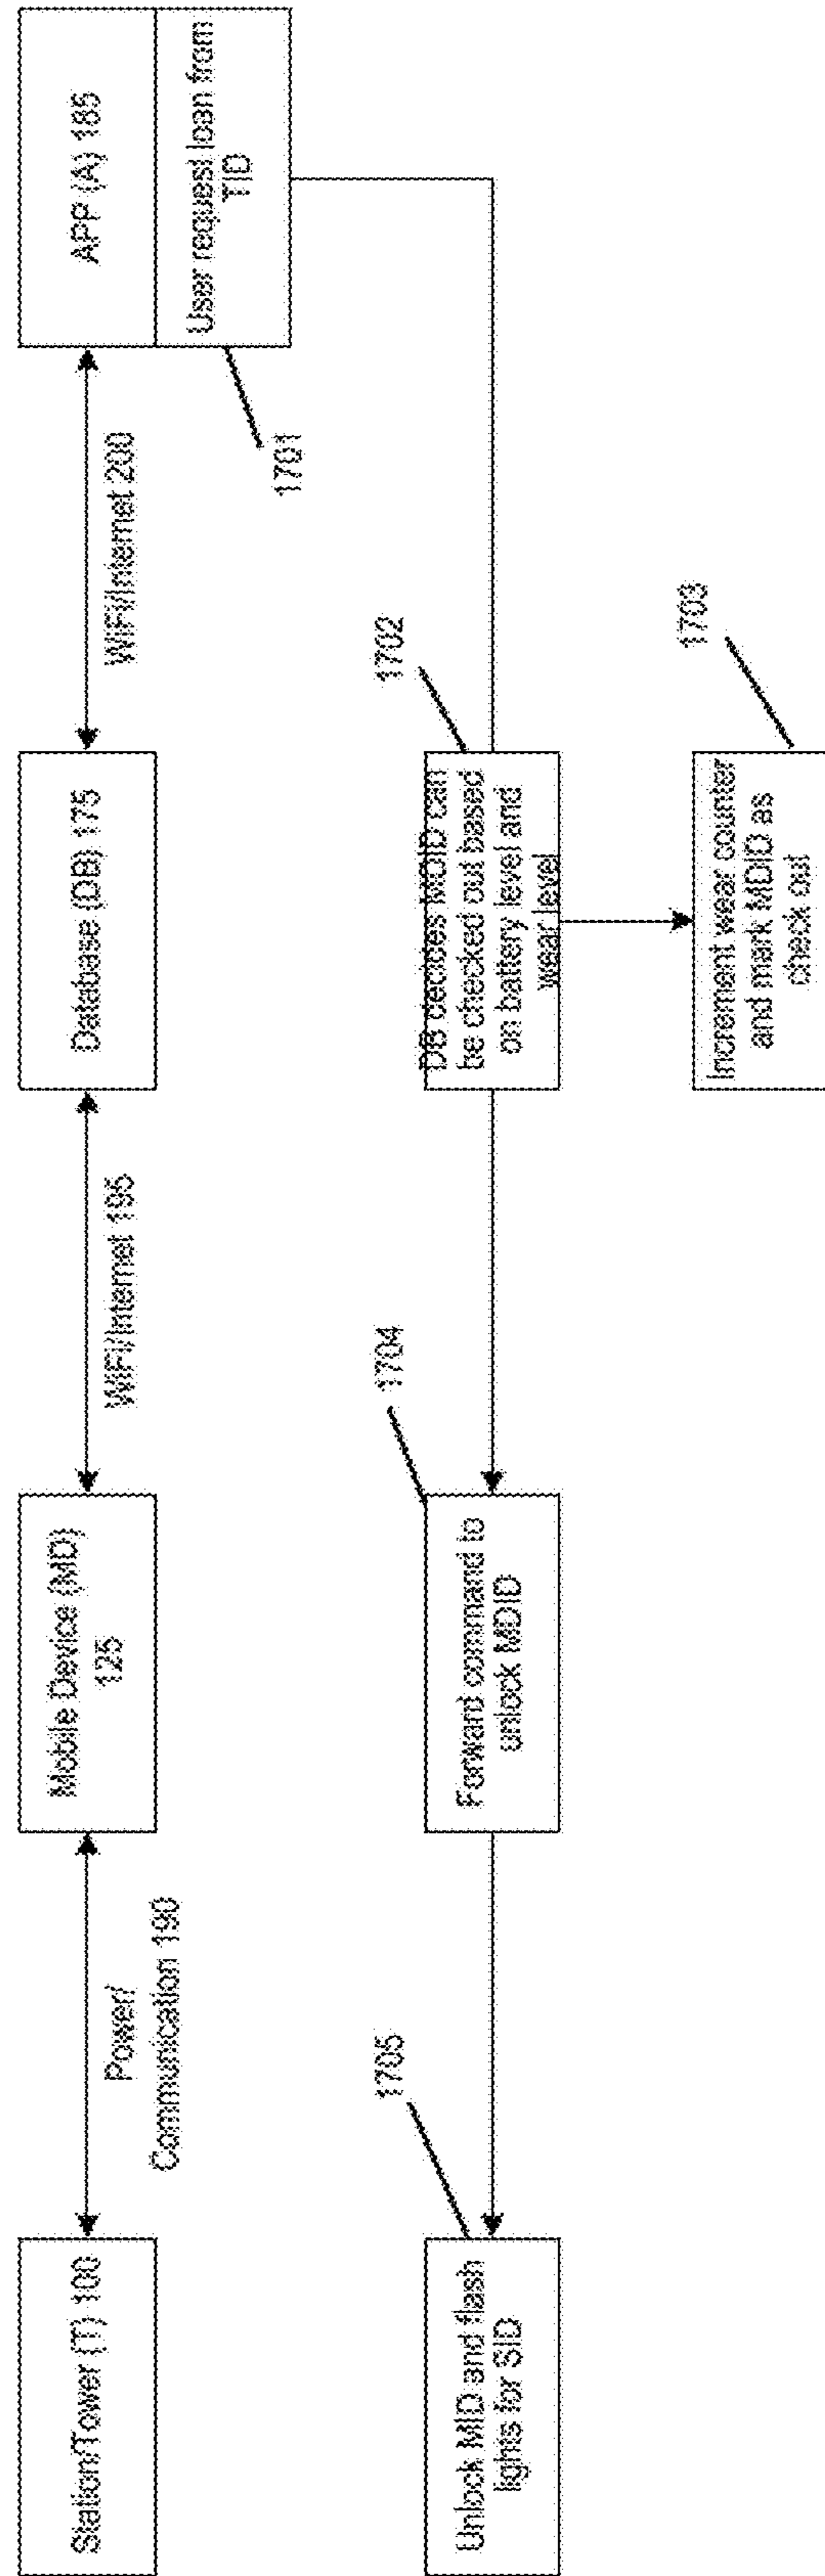 Station/Tower (T) 100
Power/
Communication 190
Mobile Device (MD)
125
WiFi/Internet 195
Database (DB) 175
WiFi/Internet 200
APP (A) 185
User request loan from
TID
1701
1705
Unlock MID and flash
lights for SID
1704
Forward command to
unlock MDID
1702
DB decides MDID can
be checked out based
on battery level and
wear level
1703
Increment wear counter
and mark MDID as
check out